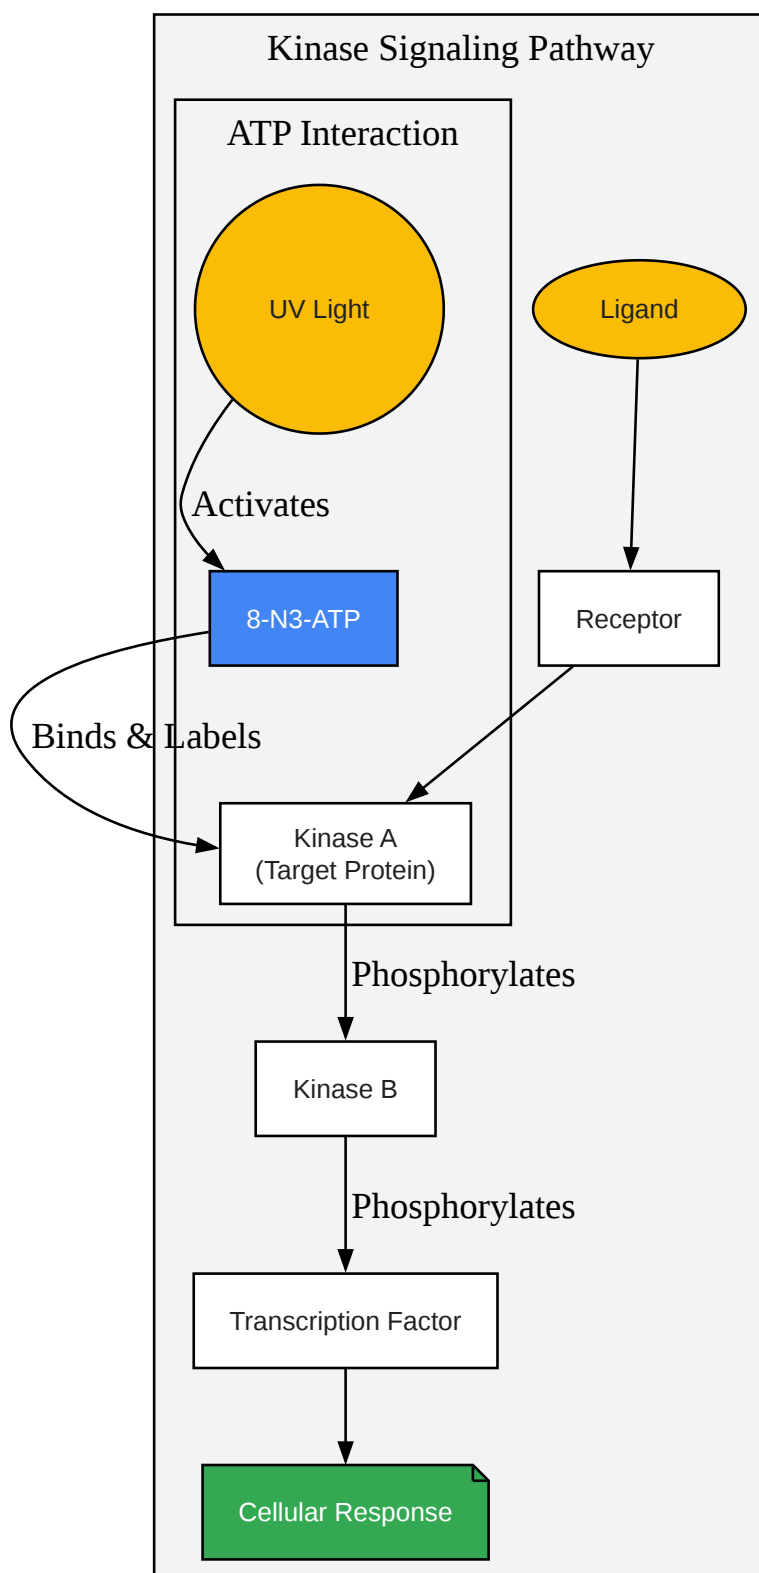 Kinase Signaling Pathway
ATP Interaction
UV Light
Ligand
Activates
8-N3-ATP
Receptor
Binds & Labels
Kinase A
(Target Protein)
Phosphorylates
Kinase B
Phosphorylates
Transcription Factor
Cellular Response